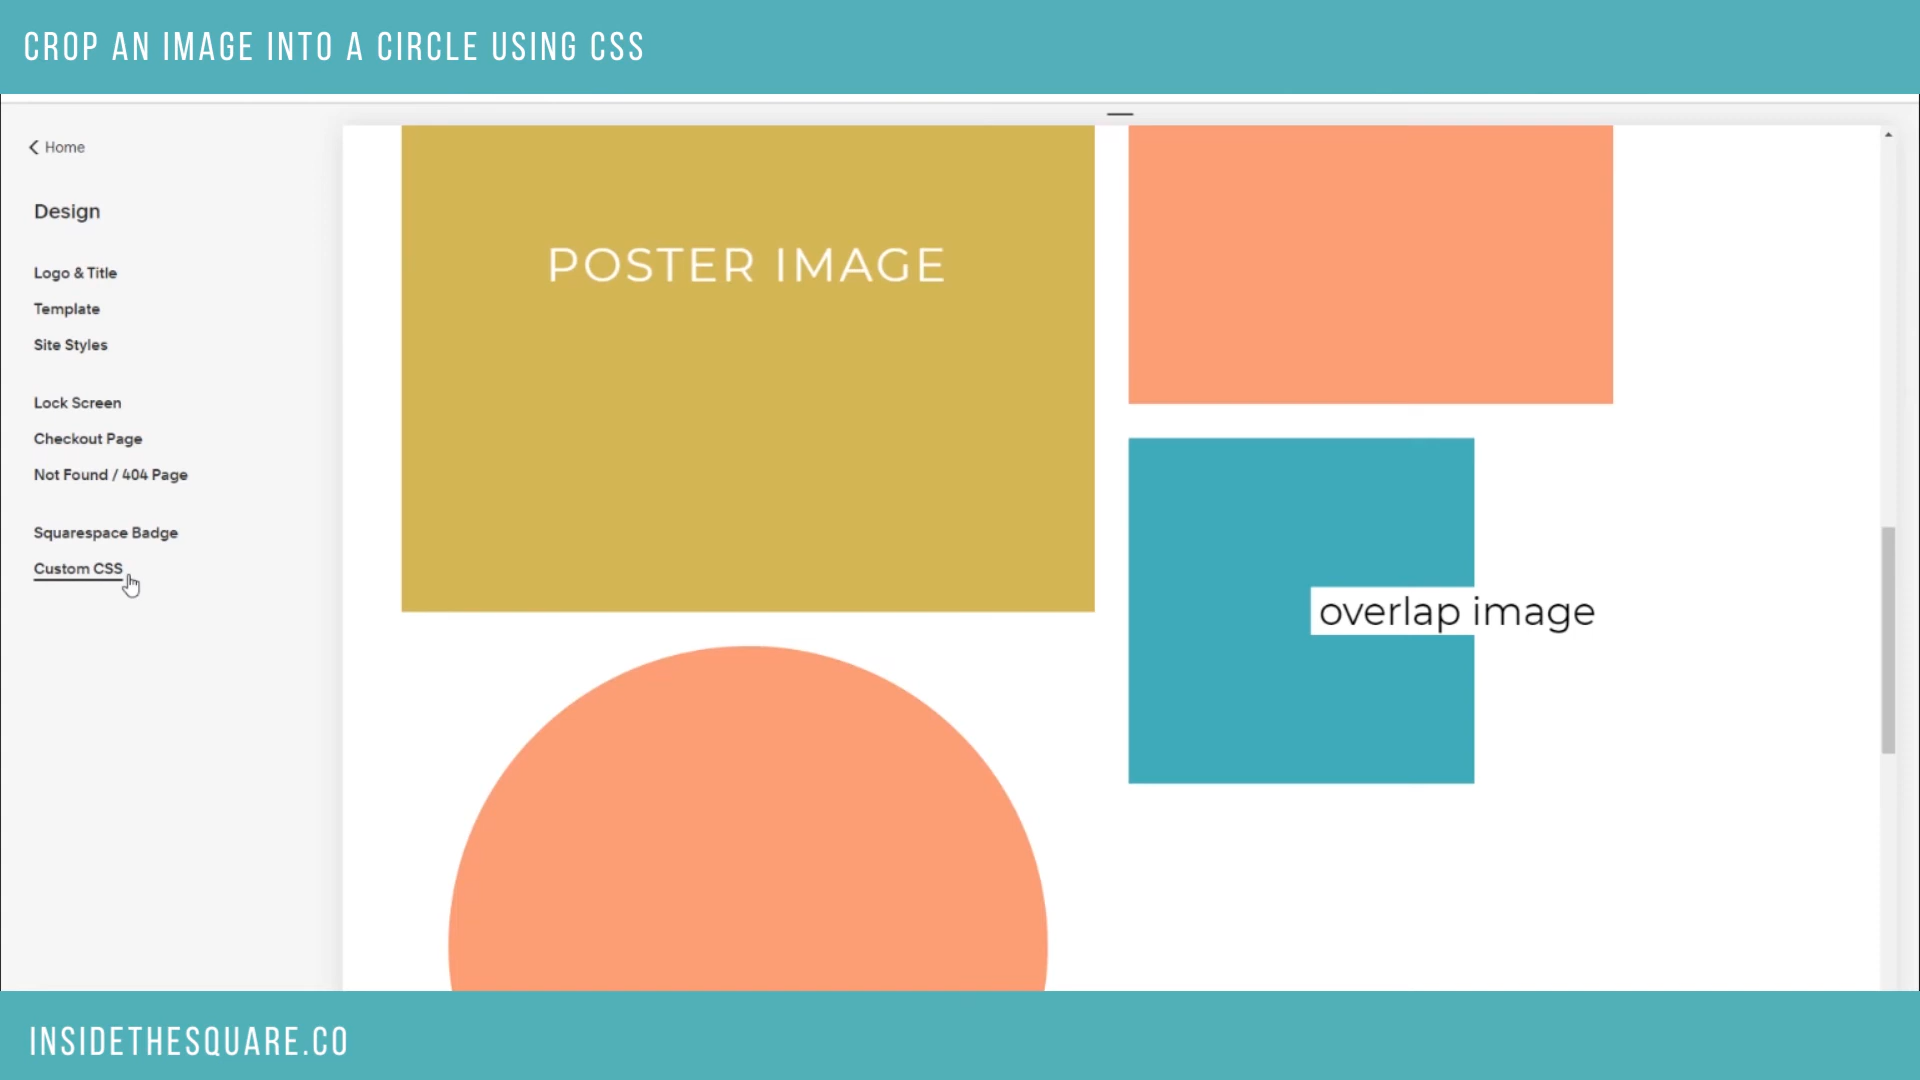 CROP AN IMAGE INTO A CIRCLE USING CSS
Home
Design
Logo & Title
Template
Site Styles
Lock Screen
Checkout Page
Not Found / 404 Page
Squarespace Badge
Custom CSS
POSTER IMAGE
overlap image
INSIDETHESQUARE.CO